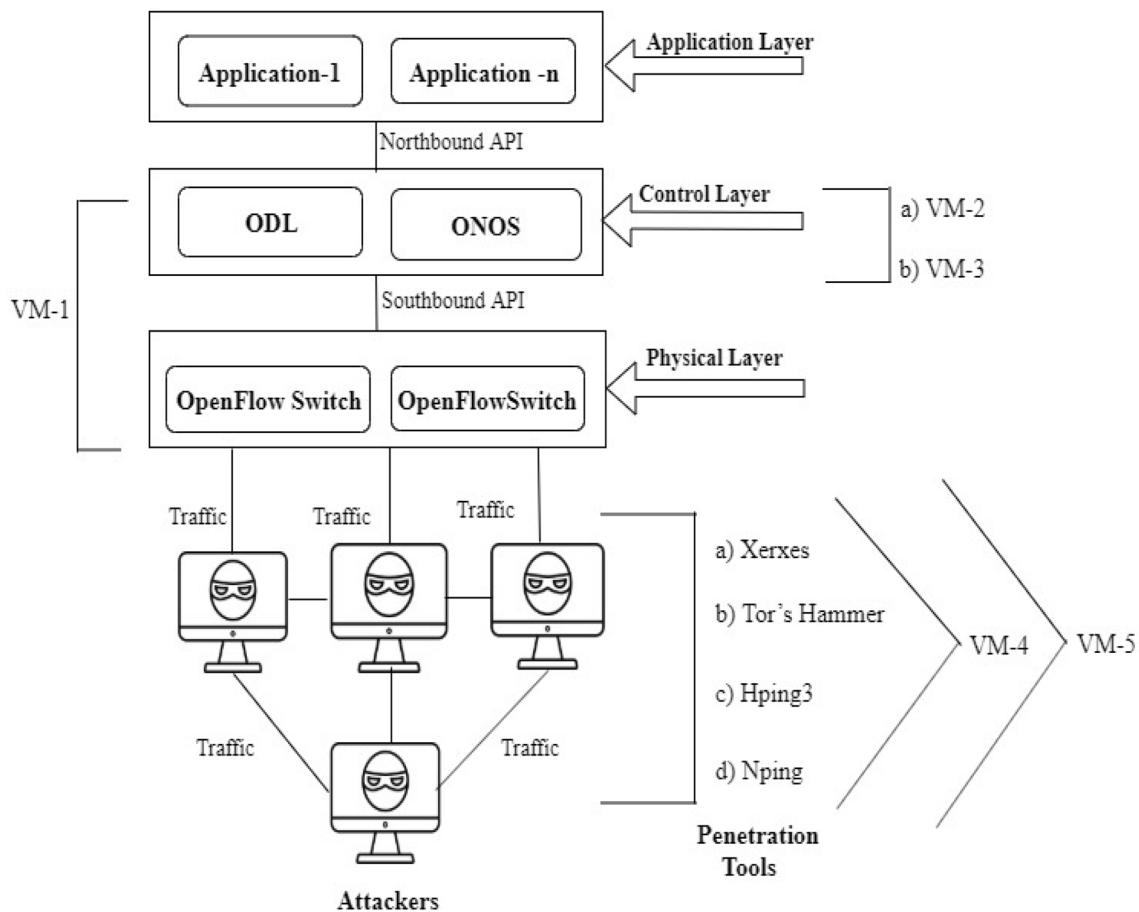 Application Layer
Application-1
Application -n
Northbound API
Control Layer
ODL
ONOS
a) VM-2
b) VM-3
VM-1
Southbound API
Physical Layer
OpenFlow Switch
OpenFlowSwitch
Traffic
Traffic
Traffic
a) Xerxes
b) Tor’s Hammer
c) Hping3
d) Nping
VM-4
VM-5
Traffic
Traffic
Penetration
Tools
Attackers